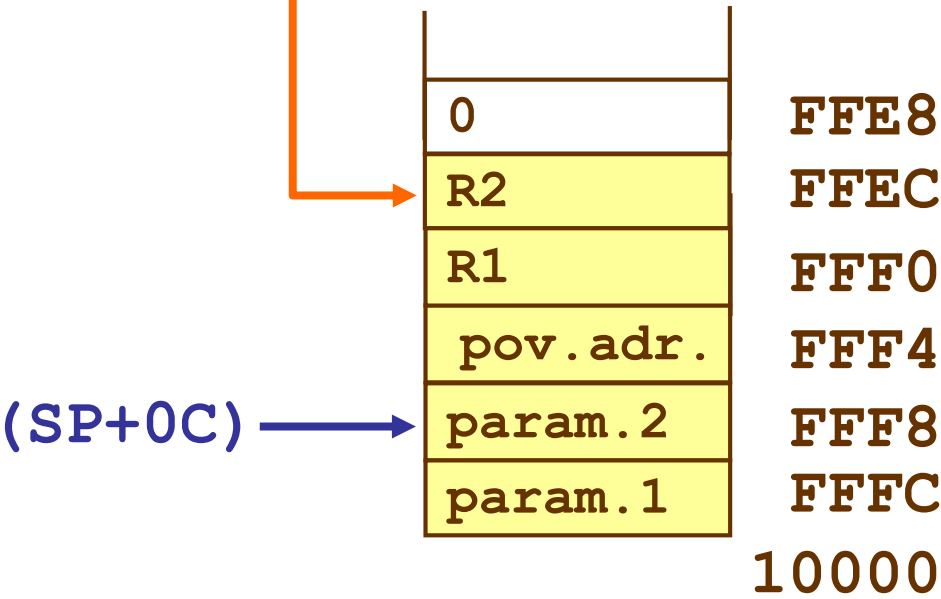 0 FFE8
R2 FFEC
R1 FFF0
pov.adr. FFF4
(SP+0C) param.2 FFF8
param.1 FFFC
10000